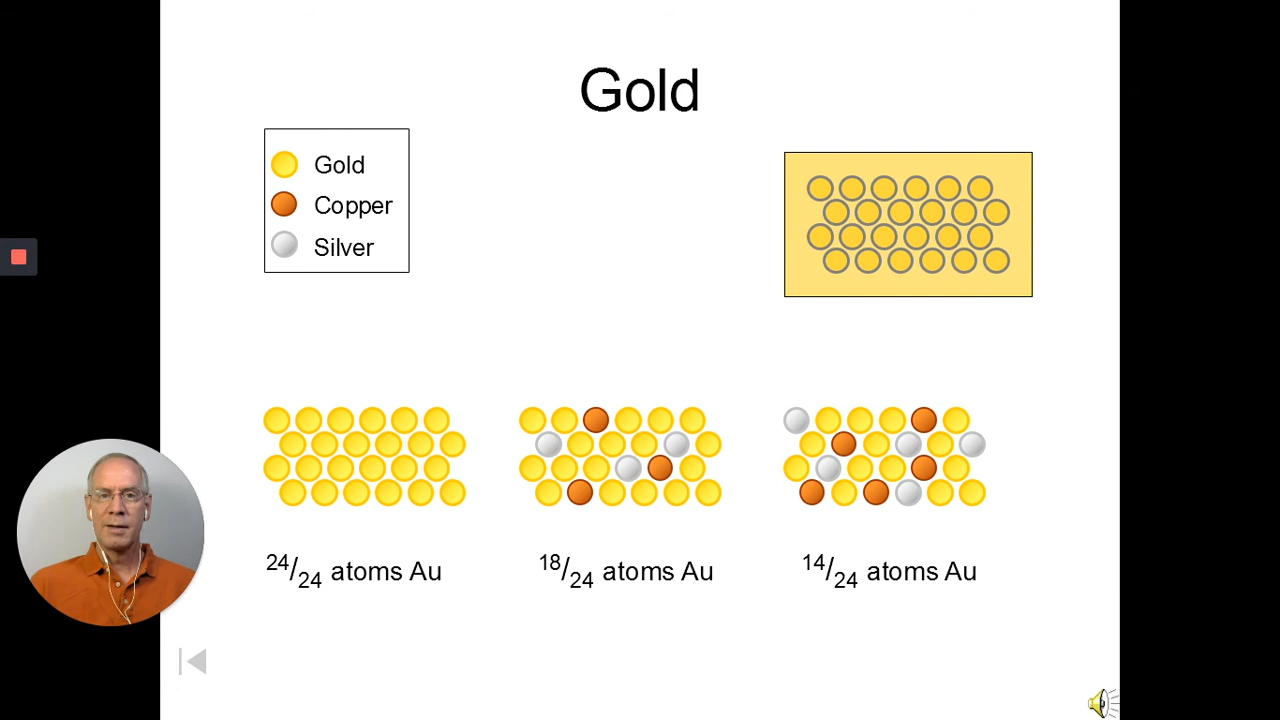 Gold
Gold
Copper
Silver
24/24 atoms Au
18/24 atoms Au
14/24 atoms Au